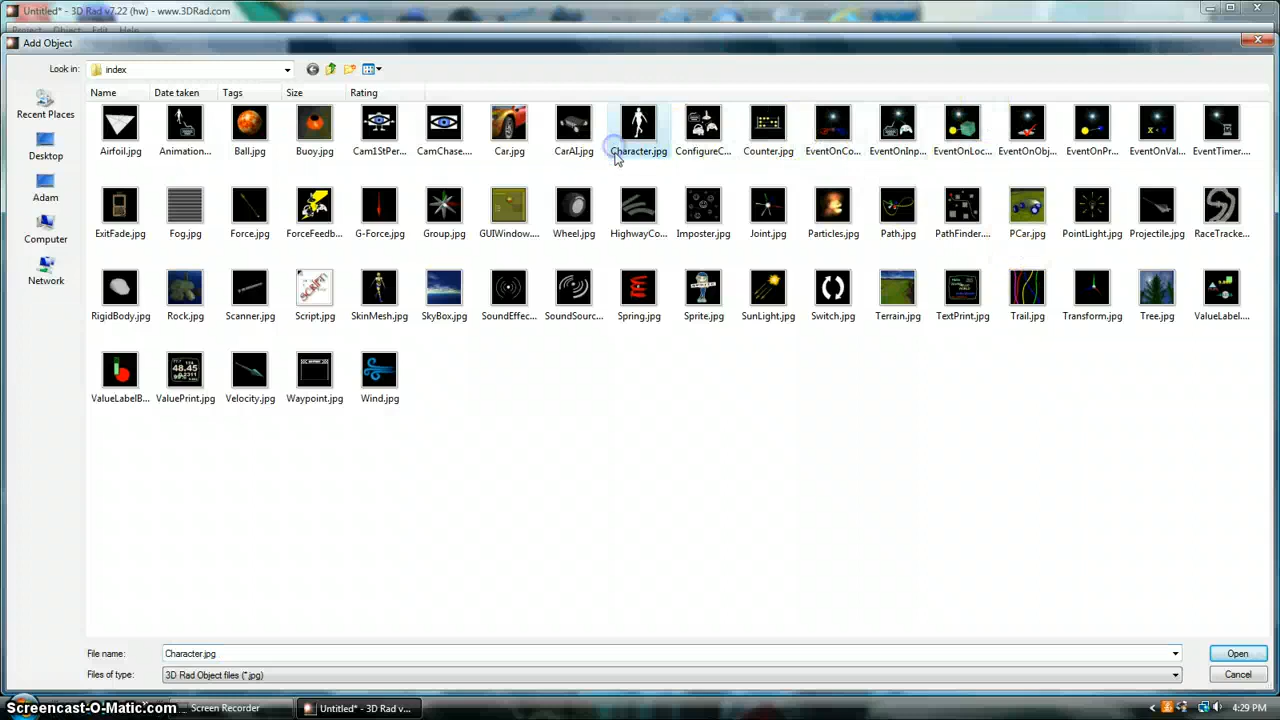 Untitled* - 3D Rad v7.22 (hw) - www.3DRad.com
Project Object Edit Help
Add Object
Look in: index
Name Date taken Tags Size Rating
Recent Places
Desktop
Adam
Computer
Network
Airfoil.jpg Animation... Ball.jpg Buoy.jpg Cam1StPer... CamChase.... Car.jpg CarAI.jpg Character.jpg ConfigureC... Counter.jpg EventOnCo... EventOnInp... EventOnLoc... EventOnObj... EventOnPr... EventOnVal... EventTimer....
ExitFade.jpg Fog.jpg Force.jpg ForceFeedb... G-Force.jpg Group.jpg GUIWindow.... Wheel.jpg HighwayCo... Imposter.jpg Joint.jpg Particles.jpg Path.jpg PathFinder.... PCar.jpg PointLight.jpg Projectile.jpg RaceTracke...
RigidBody.jpg Rock.jpg Scanner.jpg Script.jpg SkinMesh.jpg SkyBox.jpg SoundEffec... SoundSourc... Spring.jpg Sprite.jpg SunLight.jpg Switch.jpg Terrain.jpg TextPrint.jpg Trail.jpg Transform.jpg Tree.jpg ValueLabel....
ValueLabelB... ValuePrint.jpg Velocity.jpg Waypoint.jpg Wind.jpg
File name: Character.jpg Open
Files of type: 3D Rad Object files (*.jpg) Cancel
Screencast-O-Matic.com Screen Recorder Untitled* - 3D Rad v... 4:29 PM